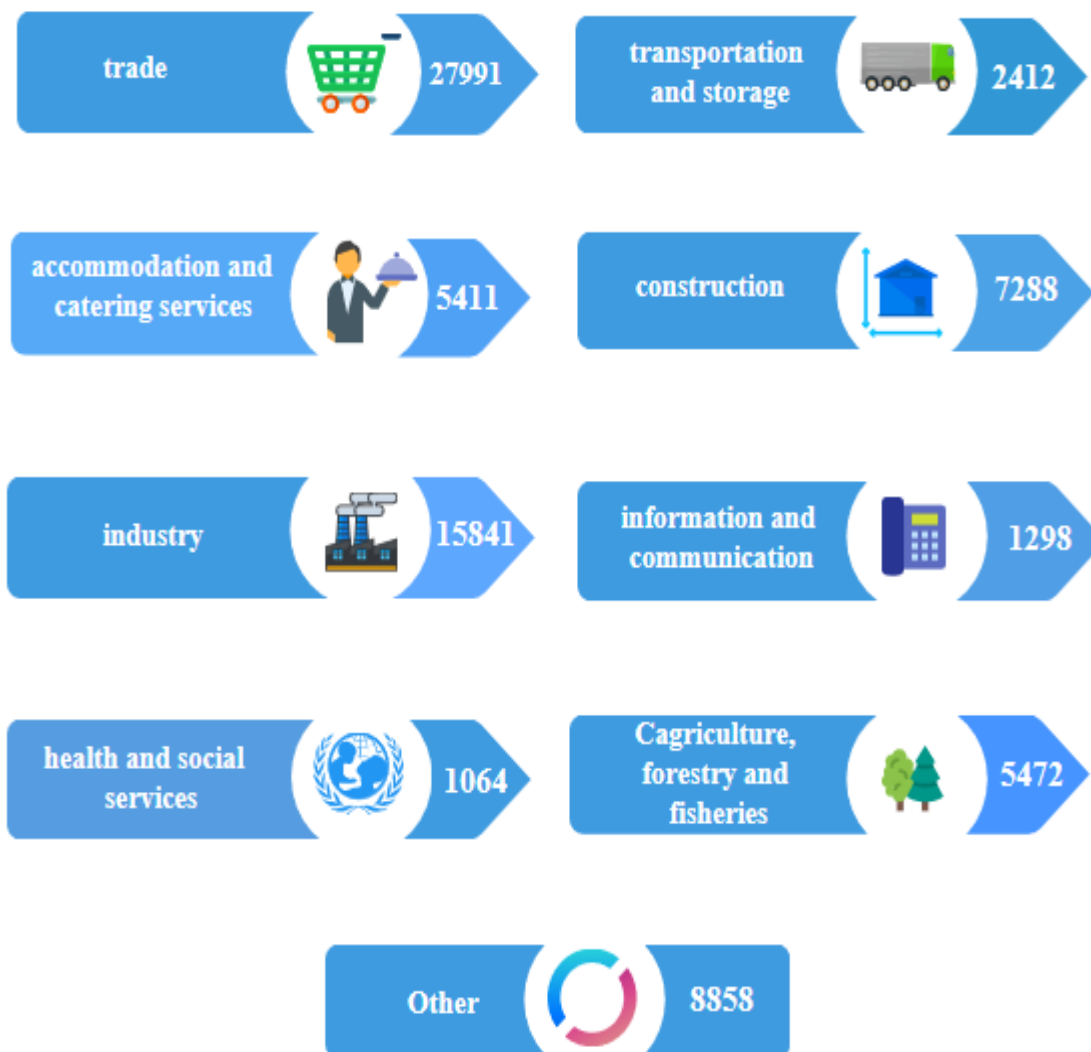 trade
27991
transportation
and storage
2412
accommodation and
catering services
5411
construction
7288
industry
15841
information and
communication
1298
health and social
services
1064
Cagriculture,
forestry and
fisheries
5472
Other
8858